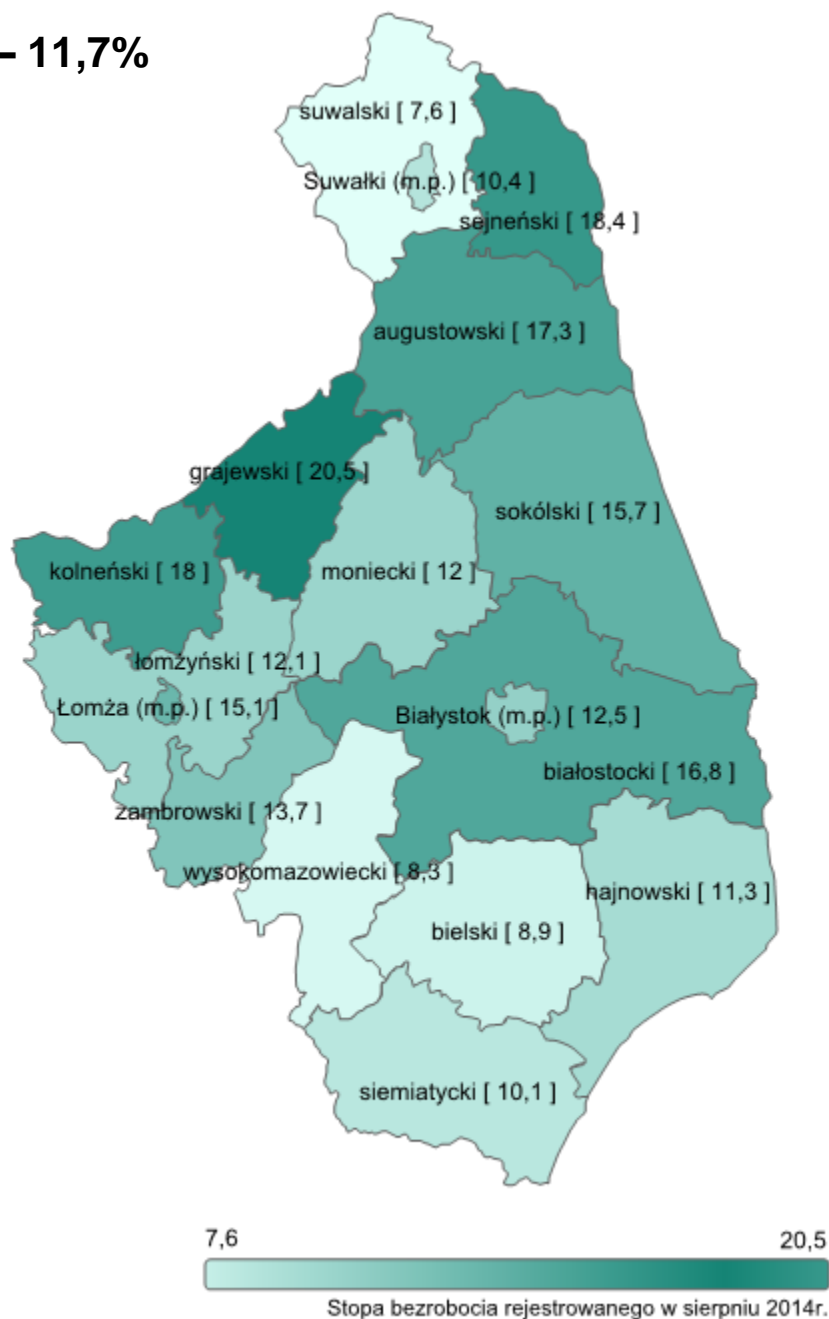 – 11,7%
suwalski [ 7,6 ]
Suwałki (m.p.) [ 10,4 ]
sejneński [ 18,4 ]
augustowski [ 17,3 ]
grajewski [ 20,5 ]
sokólski [ 15,7 ]
kolneński [ 18 ]
moniecki [ 12 ]
łomżyński [ 12,1 ]
Łomża (m.p.) [ 15,1 ]
Białystok (m.p.) [ 12,5 ]
białostocki [ 16,8 ]
zambrowski [ 13,7 ]
wysokomazowiecki [ 8,3 ]
hajnowski [ 11,3 ]
bielski [ 8,9 ]
siemiatycki [ 10,1 ]
7,6
20,5
Stopa bezrobocia rejestrowanego w sierpniu 2014r.